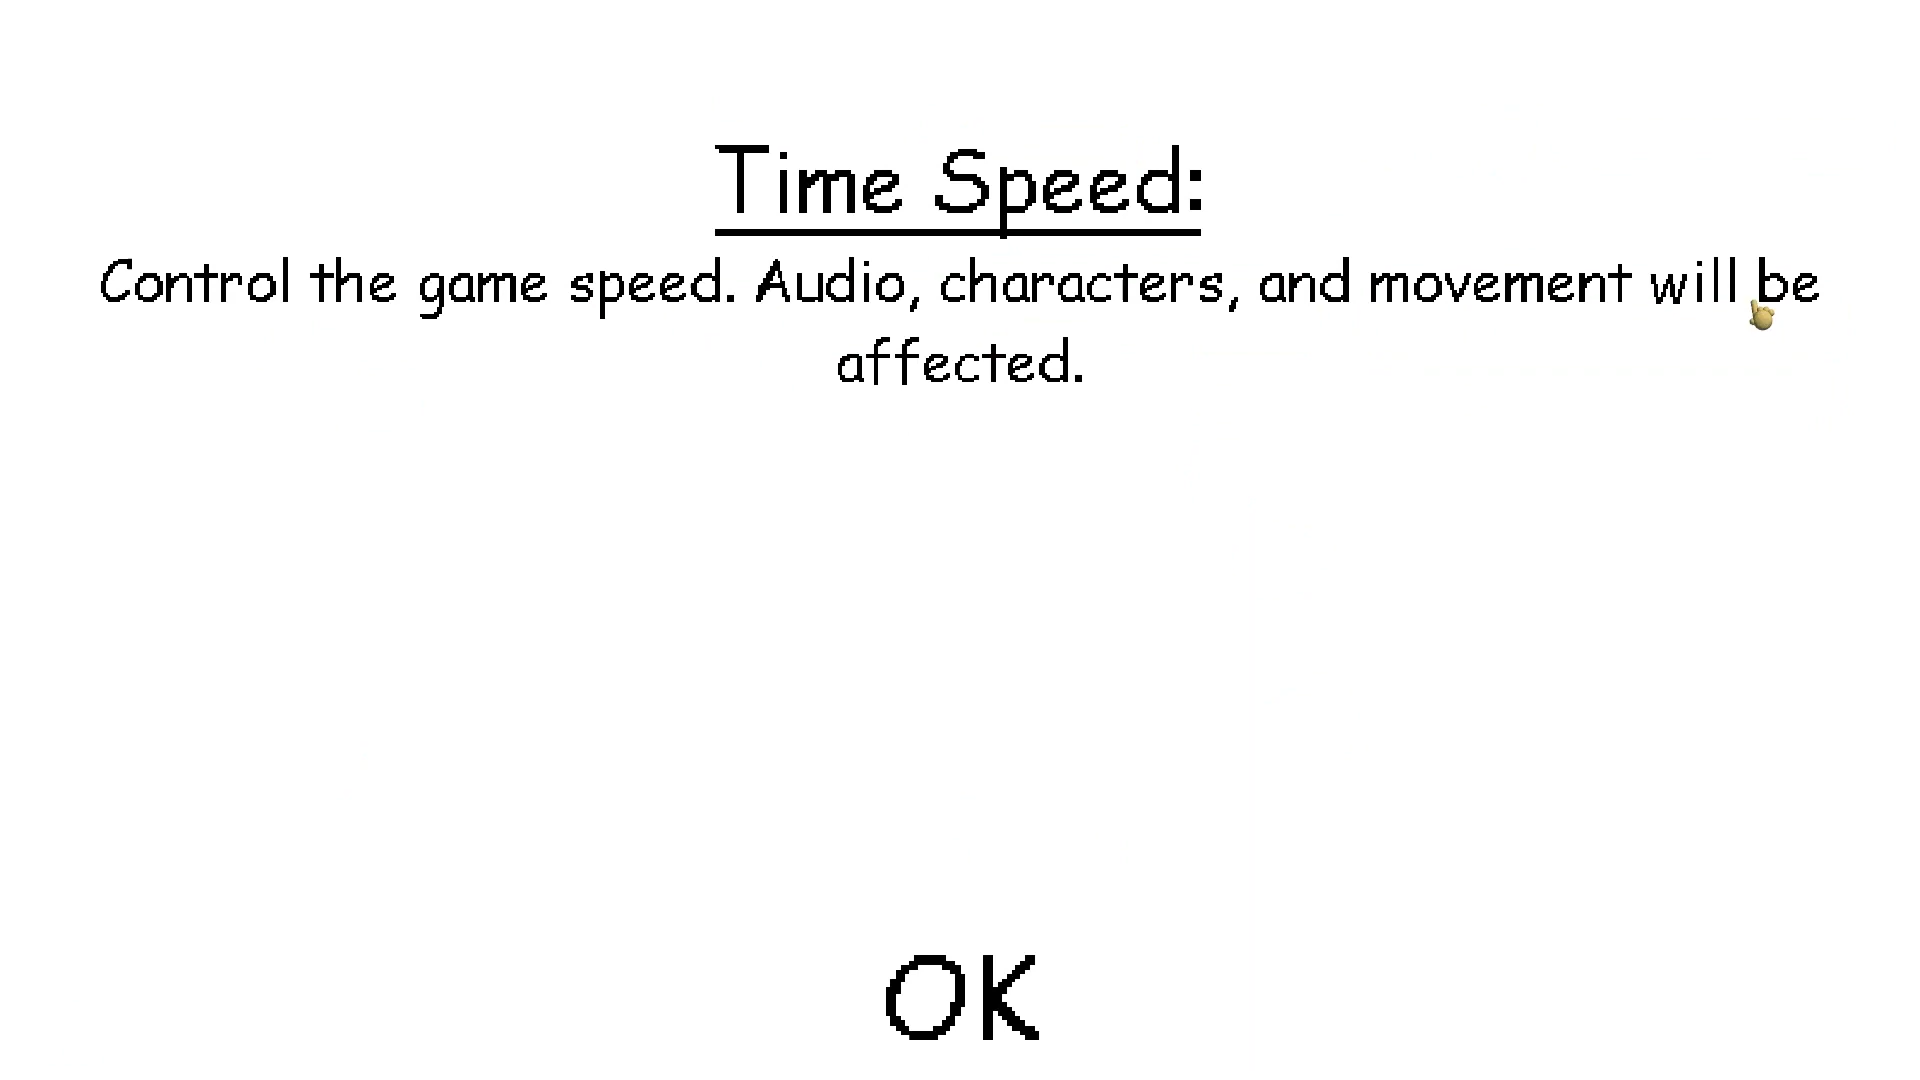 Time Speed:
Control the game speed. Audio, characters, and movement will be
affected.
OK